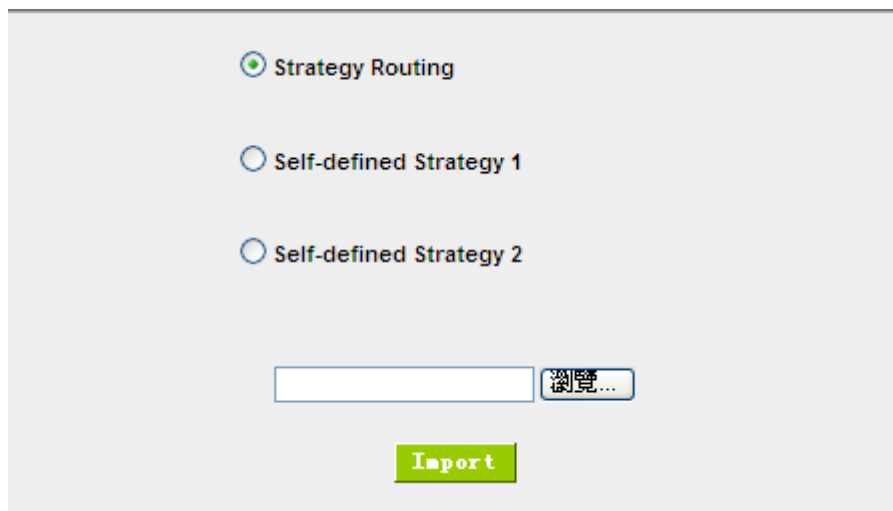 Strategy Routing
Self-defined Strategy 1
Self-defined Strategy 2
瀏覽...
Import